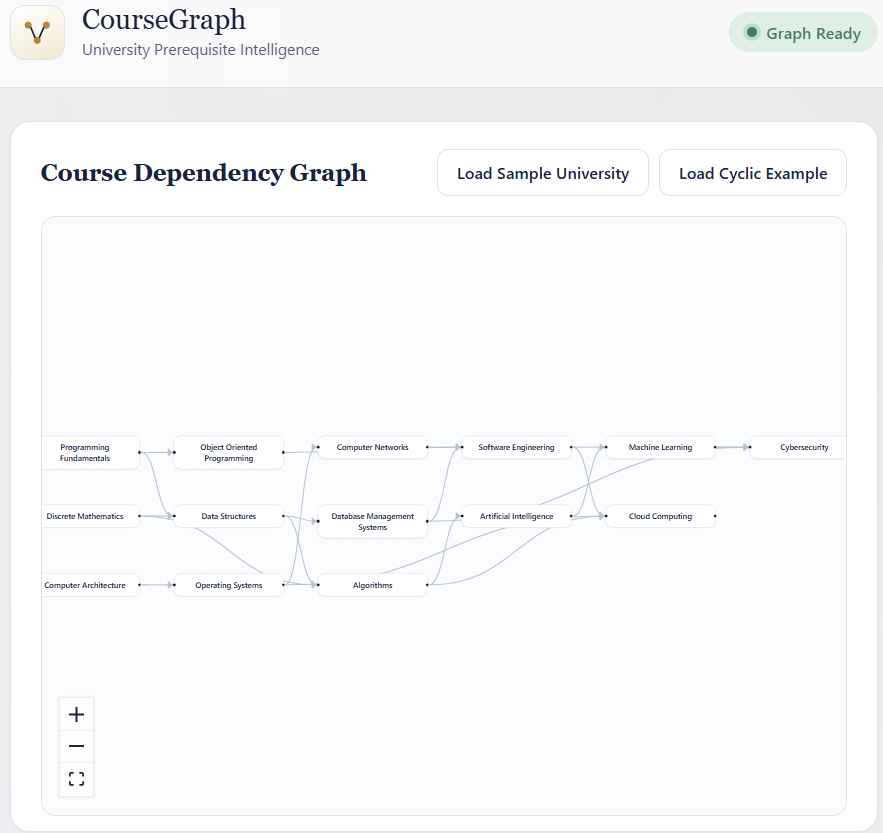 CourseGraph
University Prerequisite Intelligence
Graph Ready
Course Dependency Graph
Load Sample University
Load Cyclic Example
Programming
Fundamentals
Object Oriented
Programming
Computer Networks
Software Engineering
Machine Learning
Cybersecurity
Discrete Mathematics
Data Structures
Database Management
Systems
Artificial Intelligence
Cloud Computing
Computer Architecture
Operating Systems
Algorithms